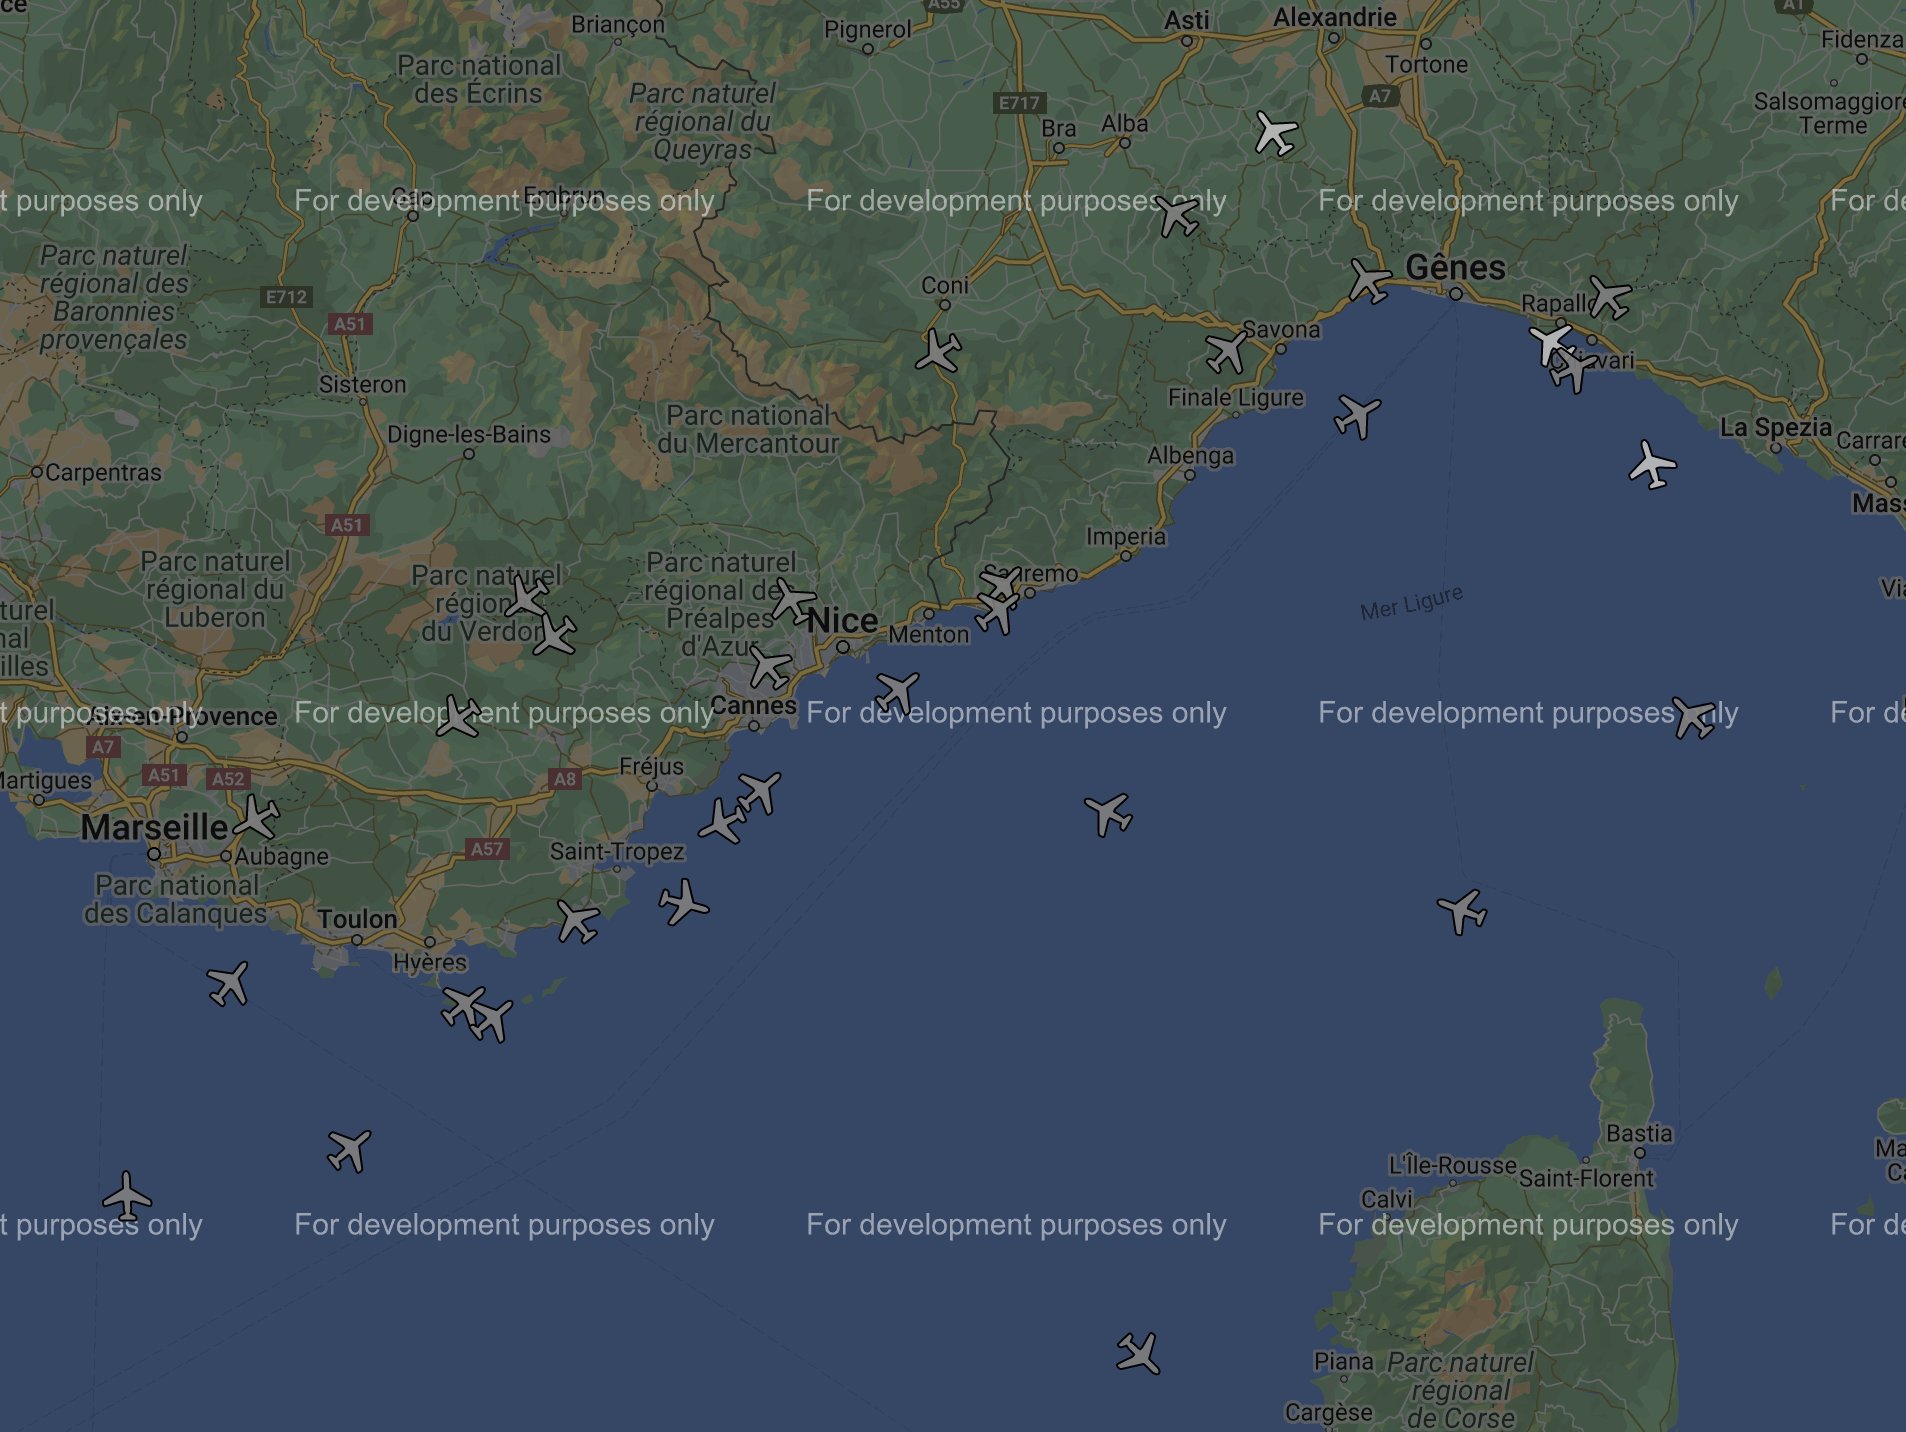 ce
Briançon
Pignerol
A55
Asti
Alexandrie
A1
Fidenza
Parc national
des Écrins
Tortone
Parc naturel
régional du
Queyras
E717
A7
Salsomaggiore
Terme
Bra
Alba
Gap
Embrun
t purposes only
For development purposes only
For development purposes only
For development purposes only
For de
Parc naturel
régional des
Baronnies
provençales
E712
A51
Coni
Gênes
Rapallo
Savona
Sisteron
Finale Ligure
Parc national
du Mercantour
Digne-les-Bains
La Spezia
Carrare
Carpentras
Albenga
Mass
A51
Imperia
Parc naturel
régional du
Luberon
Parc naturel
région
du Verdon
Parc naturel
régional de
Préalpes
d'Azur
Sanremo
Via
Mer Ligure
turel
nal
illes
Nice
Menton
Cannes
t purposes only
For development purposes only
For development purposes only
For development purposes only
For de
Aix-en-Provence
A7
A51
A52
A8
Fréjus
Martigues
Marseille
Aubagne
A57
Saint-Tropez
Parc national
des Calanques
Toulon
Hyères
Bastia
L'Île-Rousse
Saint-Florent
Calvi
Ma
Ca
t purposes only
For development purposes only
For development purposes only
For development purposes only
For de
Piana
Parc naturel
régional
de Corse
Cargèse